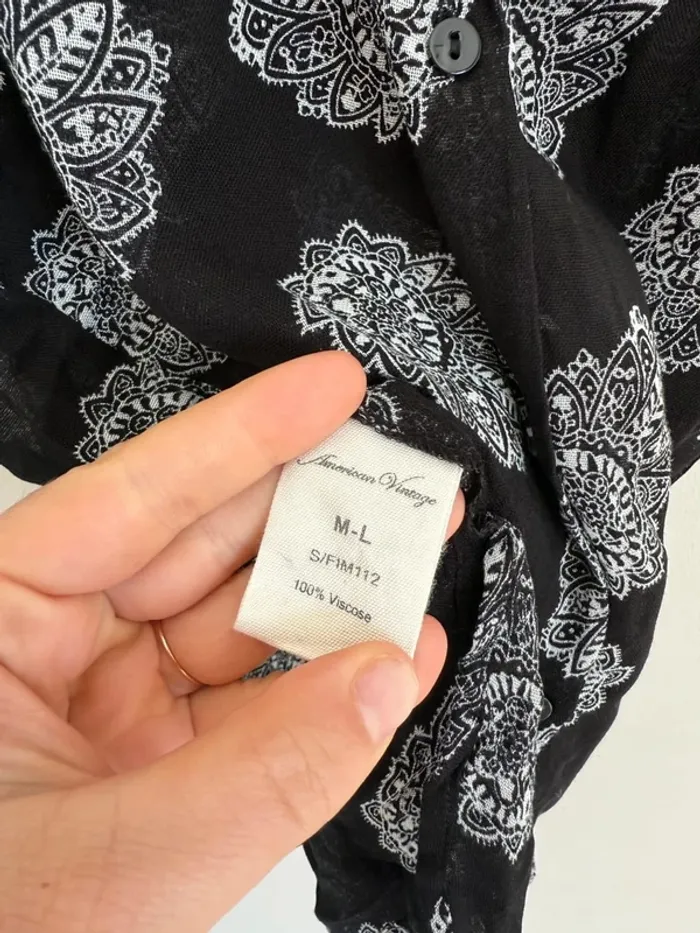 American Vintage
M-L
S/FIM112
100% Viscose